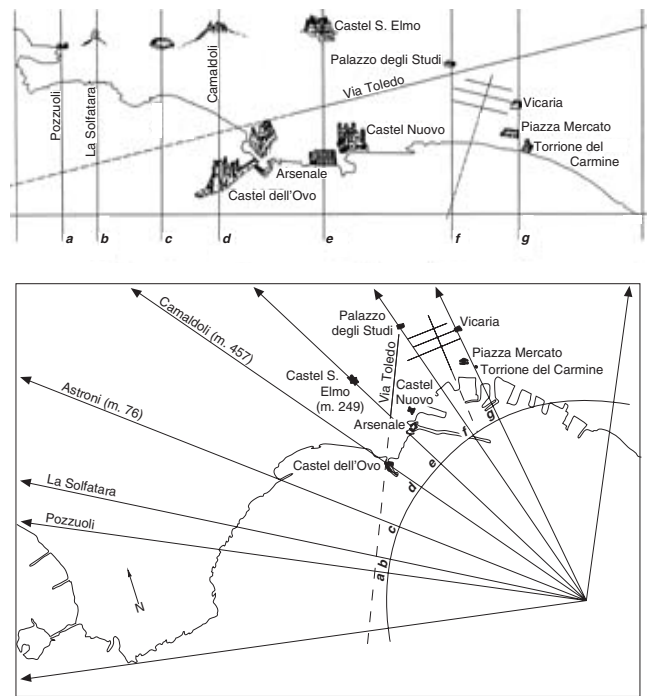 Castel S. Elmo
Palazzo degli Studi
Camaldoli
Via Toledo
Pozzuoli
La Solfatara
Vicaria
Castel Nuovo
Piazza Mercato
Torrione del
Carmine
Arsenale
Castel dell'Ovo
a b c d e f g
Camaldoli (m. 457)
Palazzo
degli Studi
Vicaria
Astroni (m. 76)
Via Toledo
Piazza Mercato
Torrione del Carmine
Castel S.
Elmo
(m. 249)
Castel
Nuovo
Arsenale
g
f
e
Castel dell'Ovo
d
La Solfatara
Pozzuoli
c
b
a
N